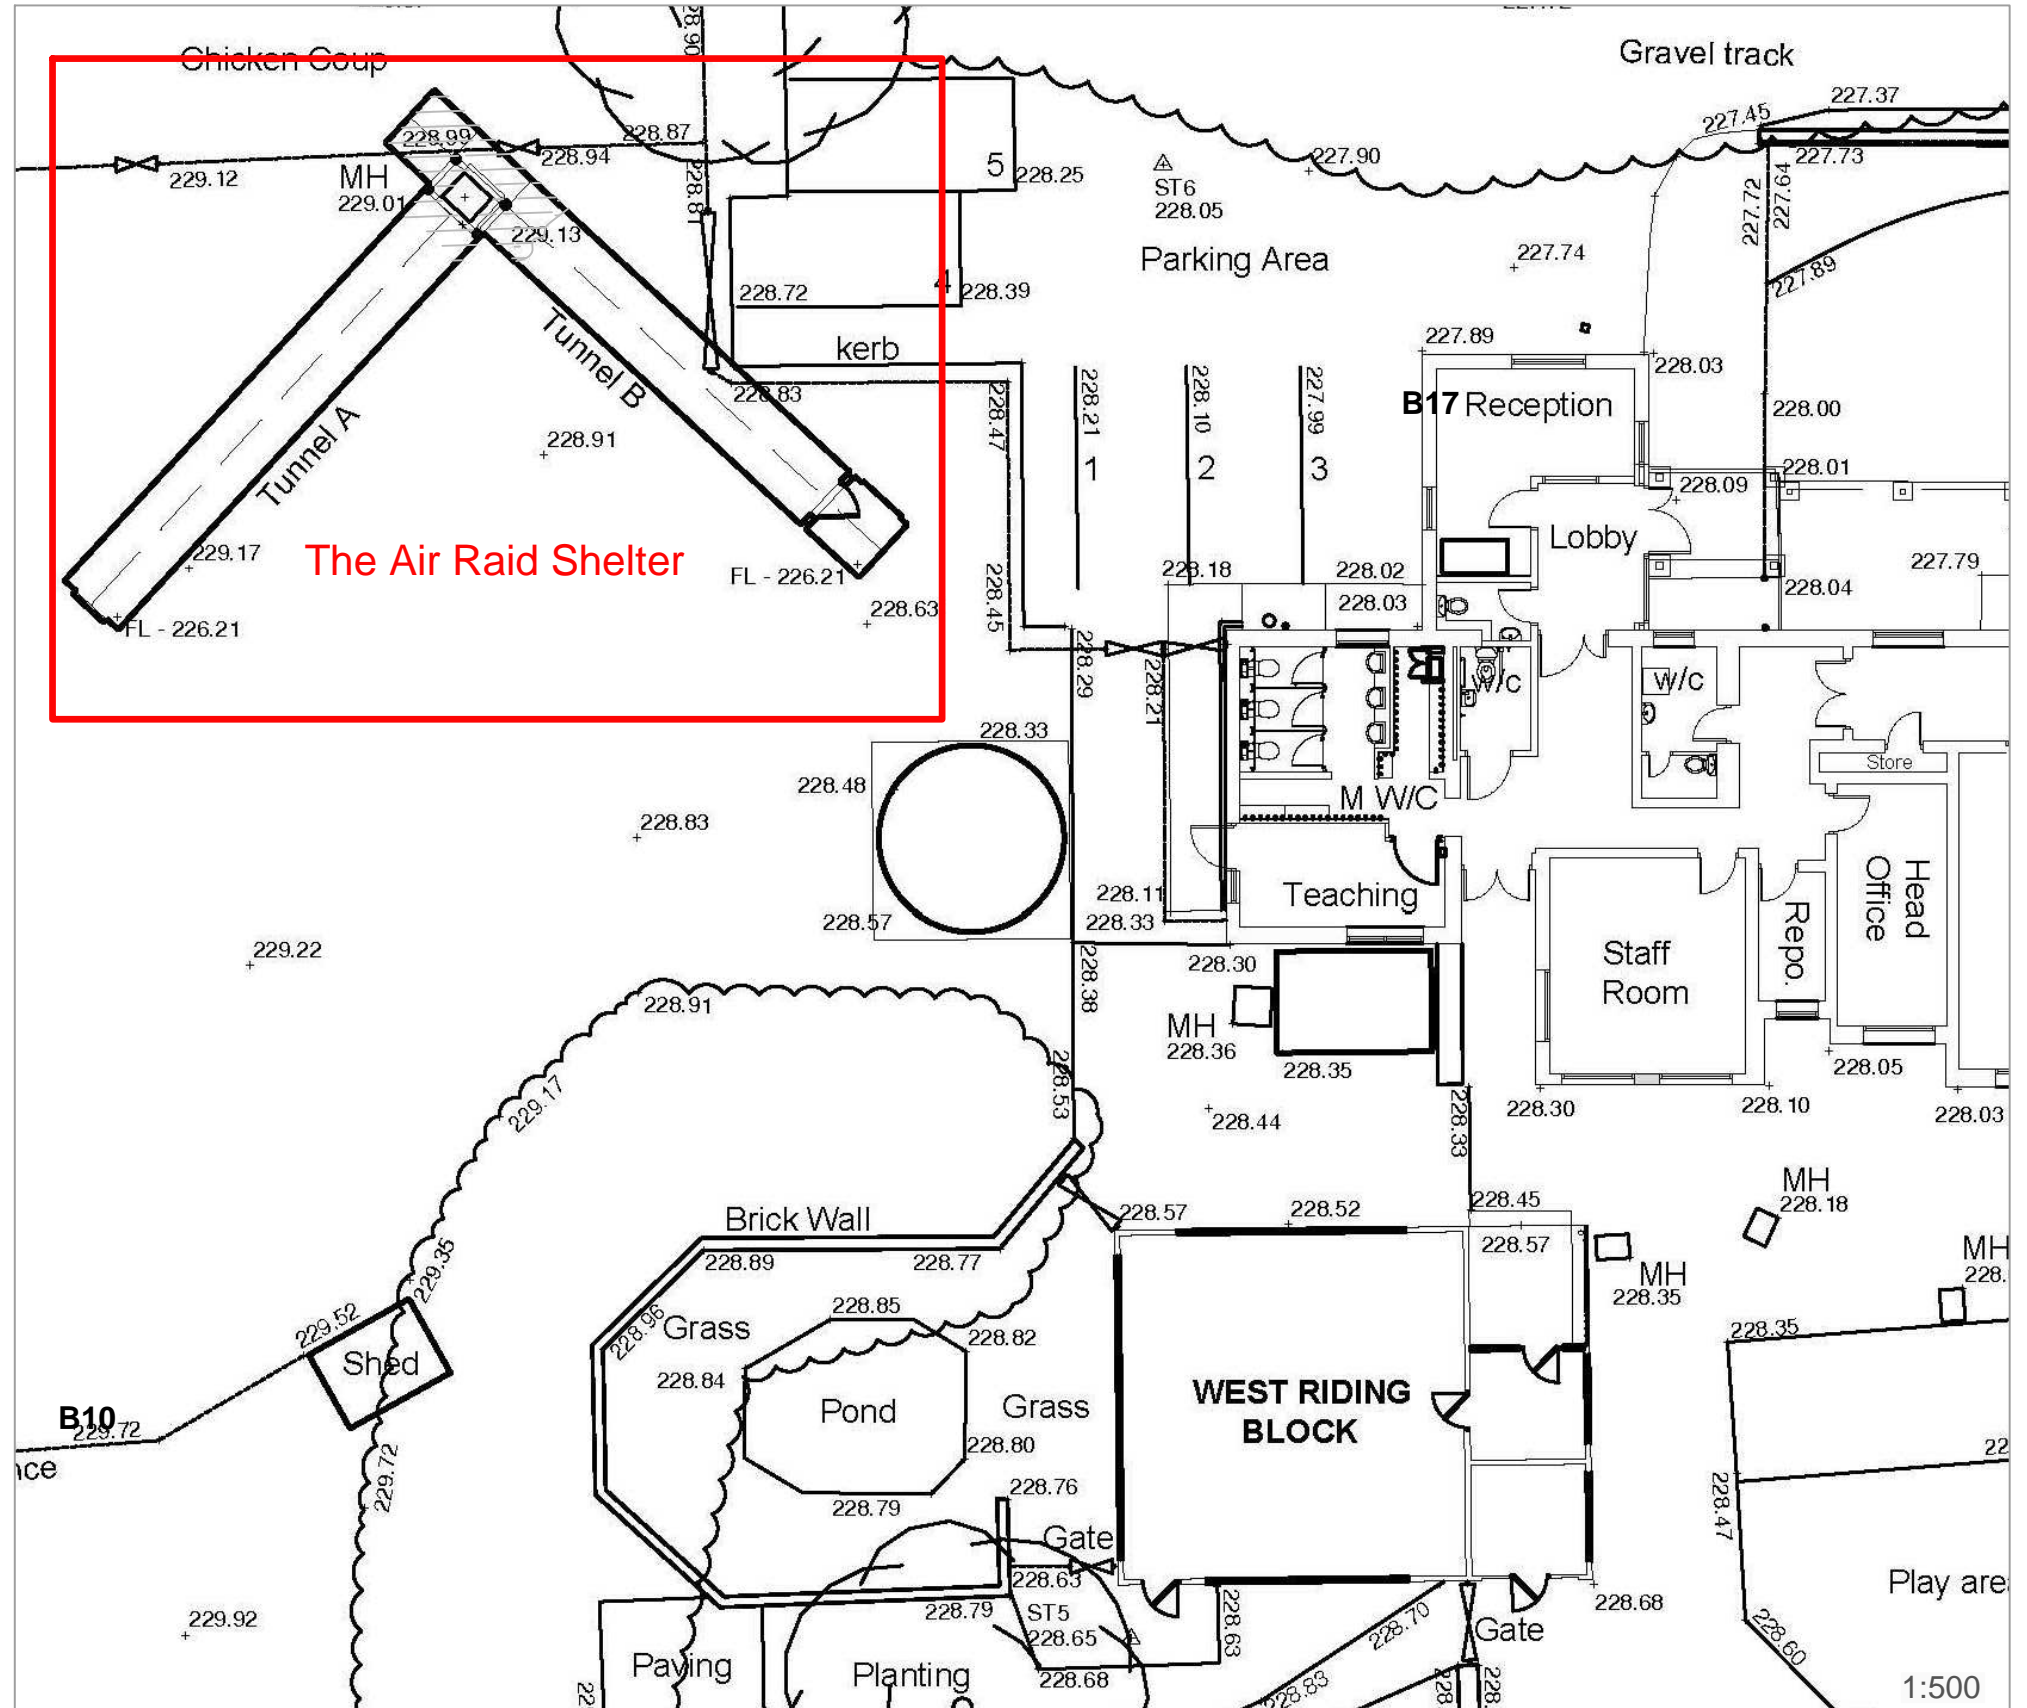 Chicken Coup
228.90
Gravel track
227.37
227.45
227.73
228.99
228.87
228.94
229.12
MH
229.01
228.81
5
228.25
227.90
ST6
228.05
227.72
227.64
229.13
Parking Area
227.74
227.89
228.72
4
228.39
kerb
227.89
228.03
Tunnel B
228.83
228.47
228.21
228.10
227.99
B17 Reception
228.00
Tunnel A
228.91
1
2
3
228.01
228.09
229.17
The Air Raid Shelter
FL - 226.21
Lobby
227.79
228.18
228.02
228.03
228.04
228.63
228.45
FL - 226.21
228.29
228.21
w/c
w/c
228.33
228.48
Store
M W/C
228.83
228.11
228.57
228.33
Teaching
Head
Office
Repo.
Staff
Room
229.22
228.30
228.38
228.91
MH
228.36
228.35
228.05
229.17
228.53
228.44
228.33
228.30
228.10
228.03
MH
228.18
Brick Wall
228.57
228.52
228.45
228.57
228.89
228.77
229.35
MH
228.35
MH
228.
229.52
228.96
Grass
228.85
228.82
228.35
Shed
228.84
WEST RIDING
BLOCK
B10
229.72
Pond
Grass
228.80
nce
22
229.72
228.76
228.79
228.47
Gate
228.63
Play area
229.92
228.79
ST5
228.65
228.63
228.70
228.68
Gate
228.60
Paving
Planting
228.68
22
228.83
228
228.
1:500